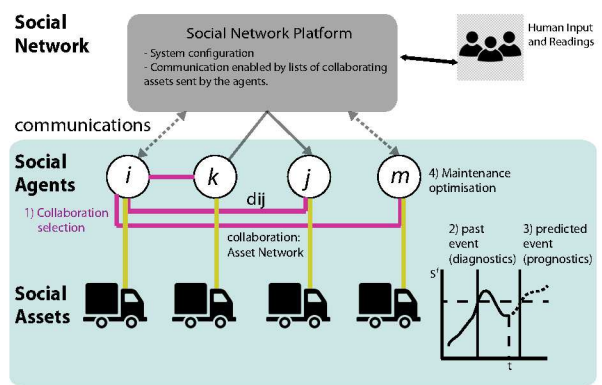 Social
Network
Social Network Platform
- System configuration
- Communication enabled by lists of collaborating
assets sent by the agents.
Human Input
and Readings
communications
Social
Agents
i
k
j
m
4) Maintenance
optimisation
dij
1) Collaboration
selection
collaboration:
Asset Network
2) past
event
(diagnostics)
3) predicted
event
(prognostics)
S'
t
Social
Assets